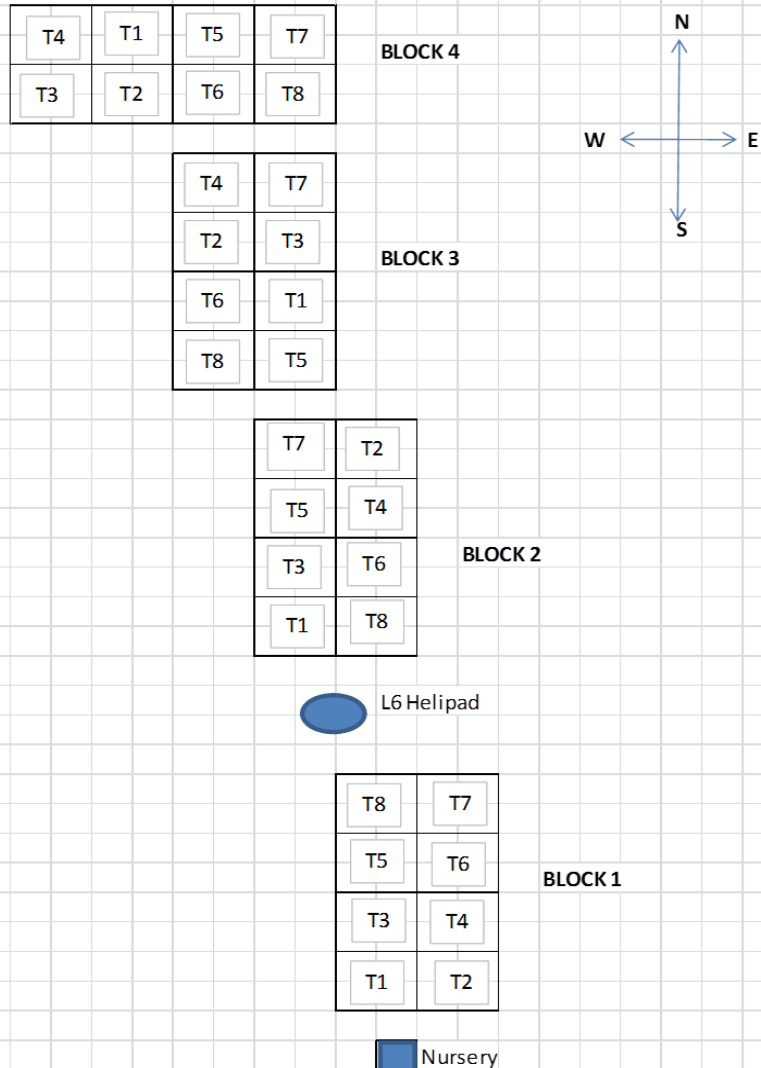 N
T4 T1 T5 T7
BLOCK 4
T3 T2 T6 T8
W E
S
T4 T7
T2 T3
BLOCK 3
T6 T1
T8 T5
T7 T2
T5 T4
BLOCK 2
T3 T6
T1 T8
L6 Helipad
T8 T7
T5 T6
BLOCK 1
T3 T4
T1 T2
Nursery